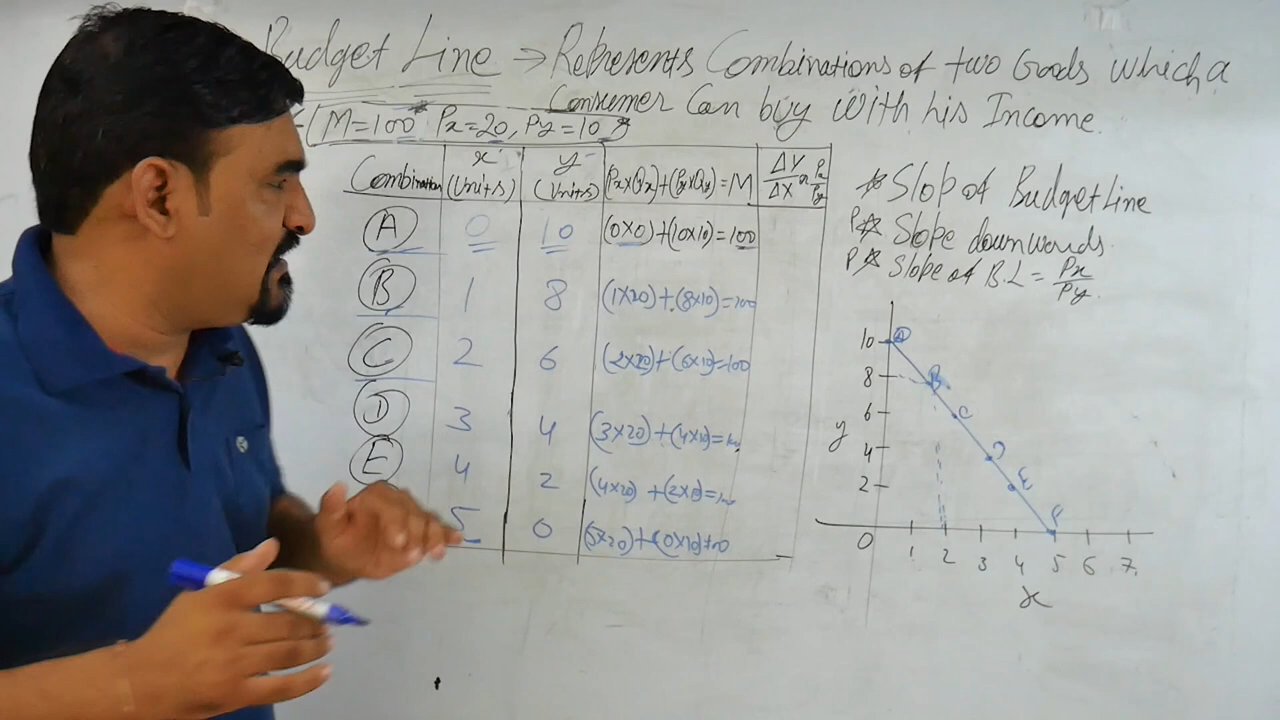 Budget Line → Represents Combinations of two Goods which a
Consumer Can buy with his Income.
M=100 Px=20, Py=10
Combination
x
(Units)
y
(Units)
(Px×Qx)+(Py×Qy)=M
ΔY/ΔX Px/Py
A 0 10 (0×0)+(10×10)=100
B 1 8 (1×20)+(8×10)=100
C 2 6 (2×20)+(6×10)=100
D 3 4 (3×20)+(4×10)=100
E 4 2 (4×20)+(2×10)=100
5 0 (5×20)+(0×10)=100
* Slop of Budget Line
P* Slope downwords.
P* Slope of B.L = Px/Py
10
8
6
4
2
y
B
C
D
E
F
0 1 2 3 4 5 6 7
x